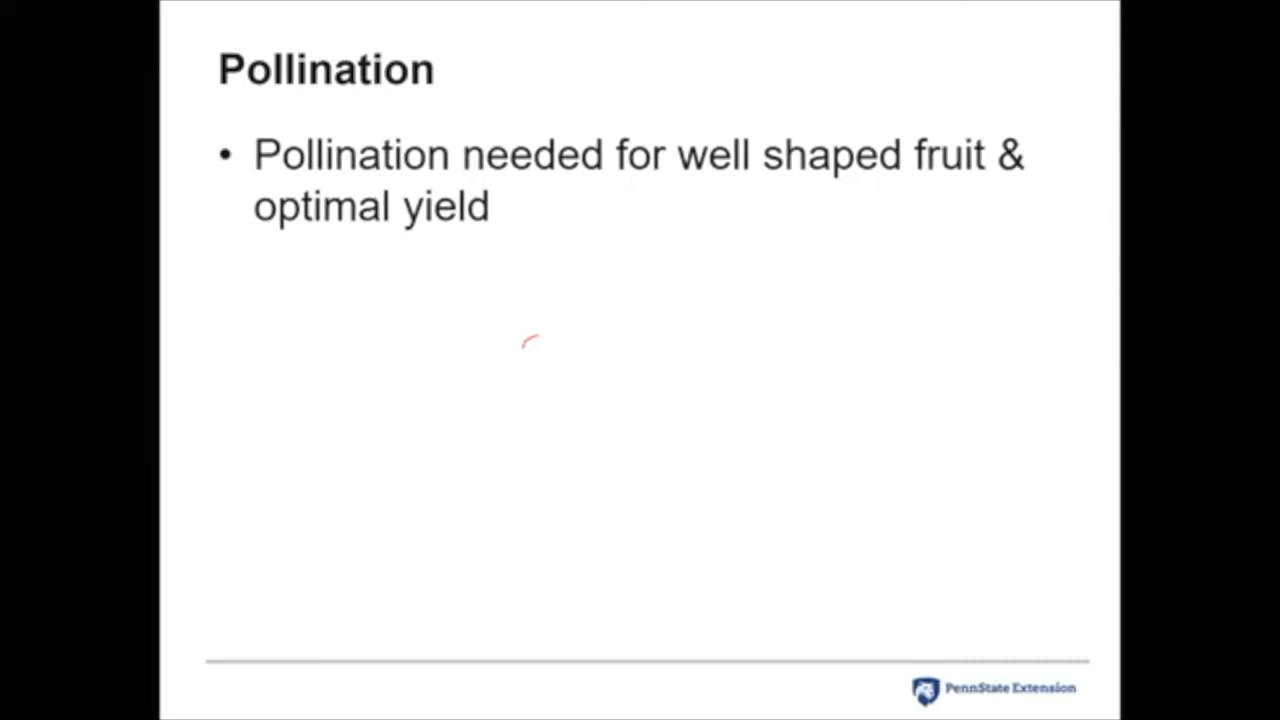 Pollination
• Pollination needed for well shaped fruit &
optimal yield
PennState Extension